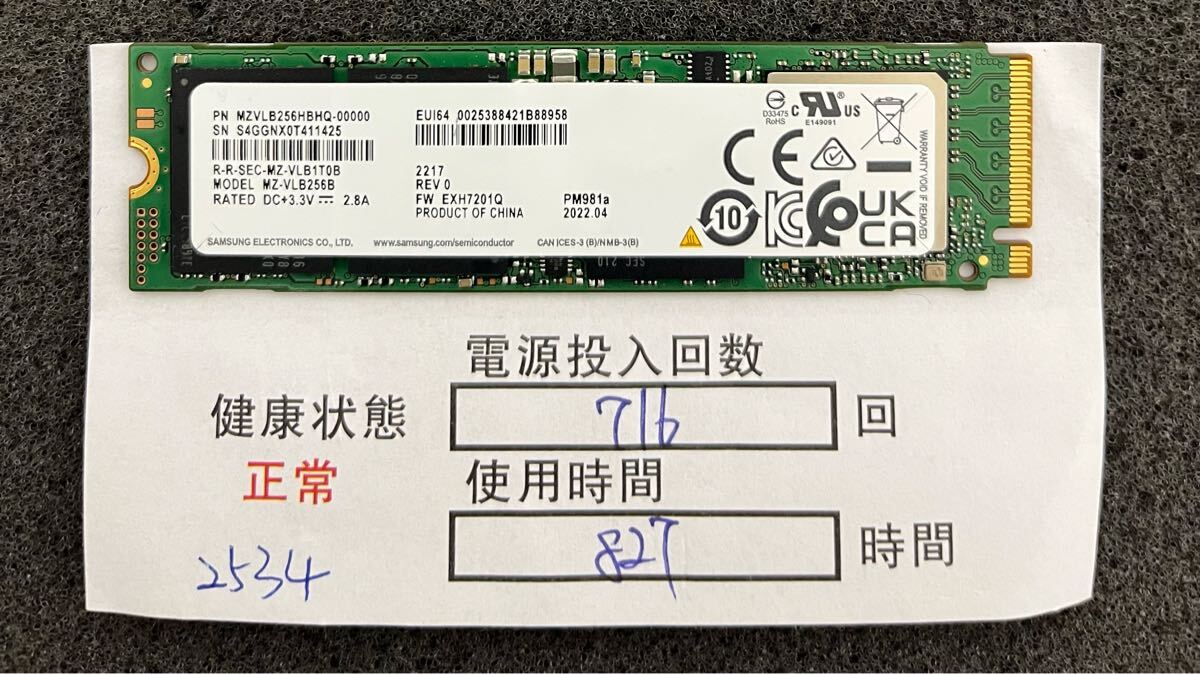 PN MZVLB256HBHQ-00000
SN S4GGNX0T411425
R-R-SEC-MZ-VLB1T0B
MODEL MZ-VLB256B
RATED DC+3.3V ⎓ 2.8A
EUI64 0025388421B88958
2217
REV 0
FW EXH7201Q
PRODUCT OF CHINA
PM981a
2022.04
SAMSUNG ELECTRONICS CO., LTD.
www.samsung.com/semiconductor
CAN ICES-3 (B)/NMB-3(B)
D33475
RoHS
C US
E149091
CE
10
UK
CA
WARRANTY VOID IF REMOVED
SEC 210
電源投入回数
健康状態
716 回
正常
使用時間
827 時間
2534